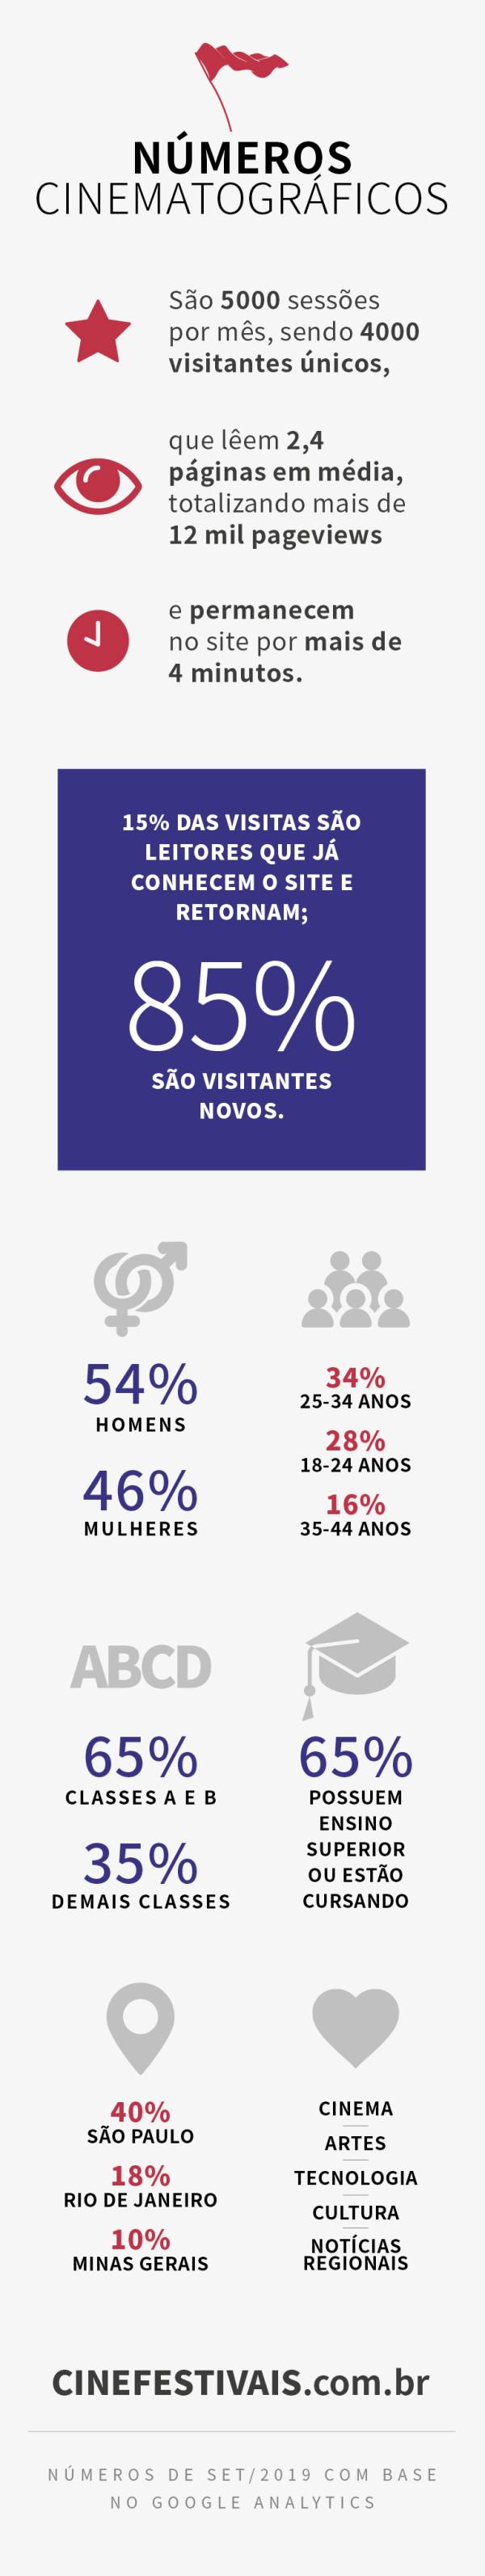 NÚMEROS
CINEMATOGRÁFICOS
São 5000 sessões
por mês, sendo 4000
visitantes únicos,
que lêem 2,4
páginas em média,
totalizando mais de
12 mil pageviews
e permanecem
no site por mais de
4 minutos.
15% DAS VISITAS SÃO
LEITORES QUE JÁ
CONHECEM O SITE E
RETORNAM;
85%
SÃO VISITANTES
NOVOS.
54%
HOMENS
46%
MULHERES
34%
25-34 ANOS
28%
18-24 ANOS
16%
35-44 ANOS
ABCD
65%
CLASSES A E B
35%
DEMAIS CLASSES
65%
POSSUEM
ENSINO
SUPERIOR
OU ESTÃO
CURSANDO
40%
SÃO PAULO
18%
RIO DE JANEIRO
10%
MINAS GERAIS
CINEMA
ARTES
TECNOLOGIA
CULTURA
NOTÍCIAS
REGIONAIS
CINEFESTIVAIS.com.br
NÚMEROS DE SET/2019 COM BASE
NO GOOGLE ANALYTICS